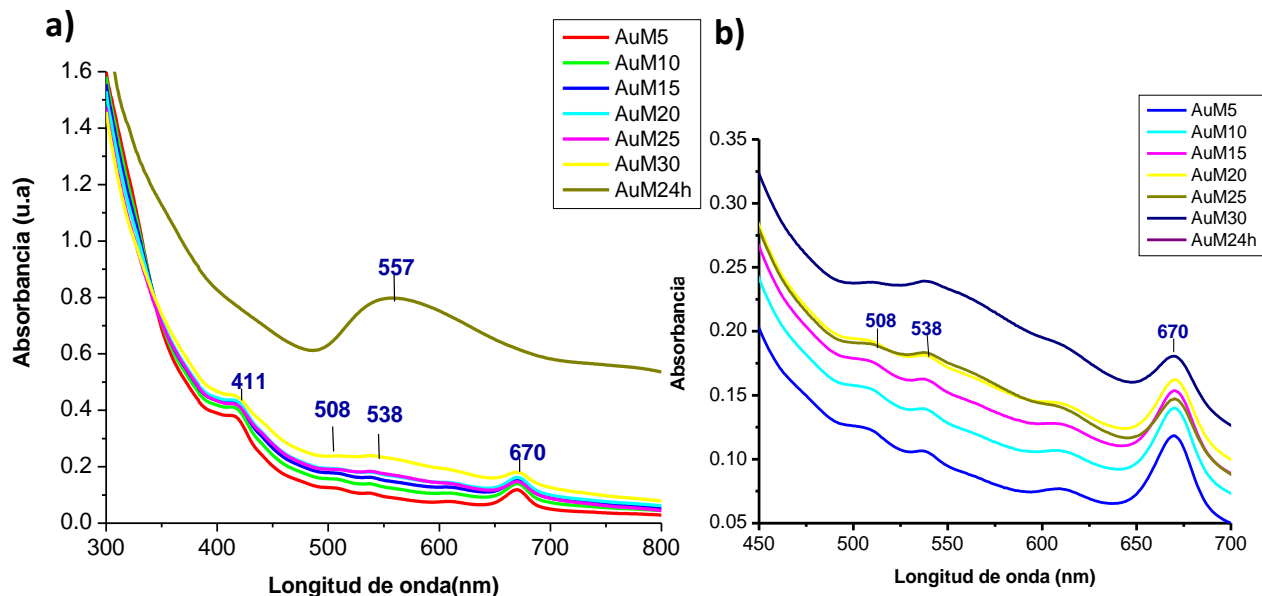 a)
AuM5
AuM10
AuM15
AuM20
AuM25
AuM30
AuM24h
1.6
1.4
1.2
1.0
0.8
0.6
0.4
0.2
0.0
Absorbancia (u.a)
557
411
508
538
670
300
400
500
600
700
800
Longitud de onda(nm)
b)
AuM5
AuM10
AuM15
AuM20
AuM25
AuM30
AuM24h
0.35
0.30
0.25
0.20
0.15
0.10
0.05
Absorbancia
508
538
670
450
500
550
600
650
700
Longitud de onda (nm)